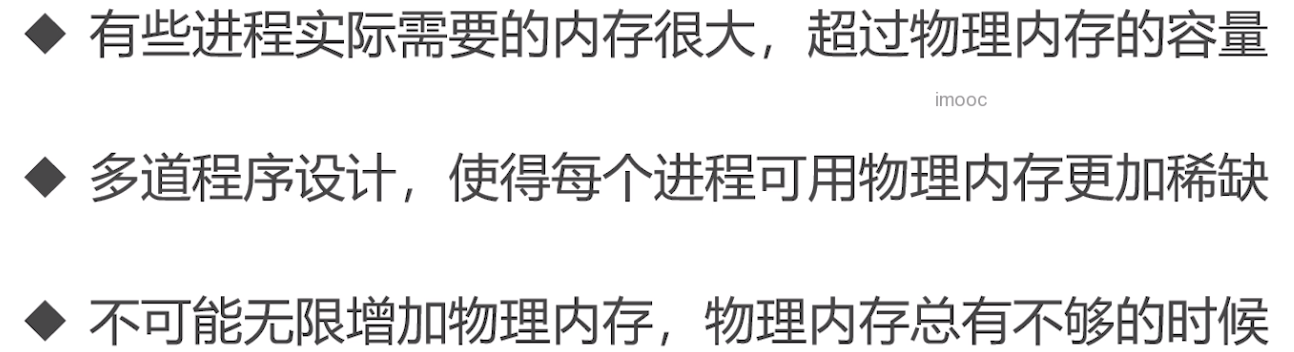 ◆ 有些进程实际需要的内存很大，超过物理内存的容量
imooc
◆ 多道程序设计，使得每个进程可用物理内存更加稀缺
◆ 不可能无限增加物理内存，物理内存总有不够的时候